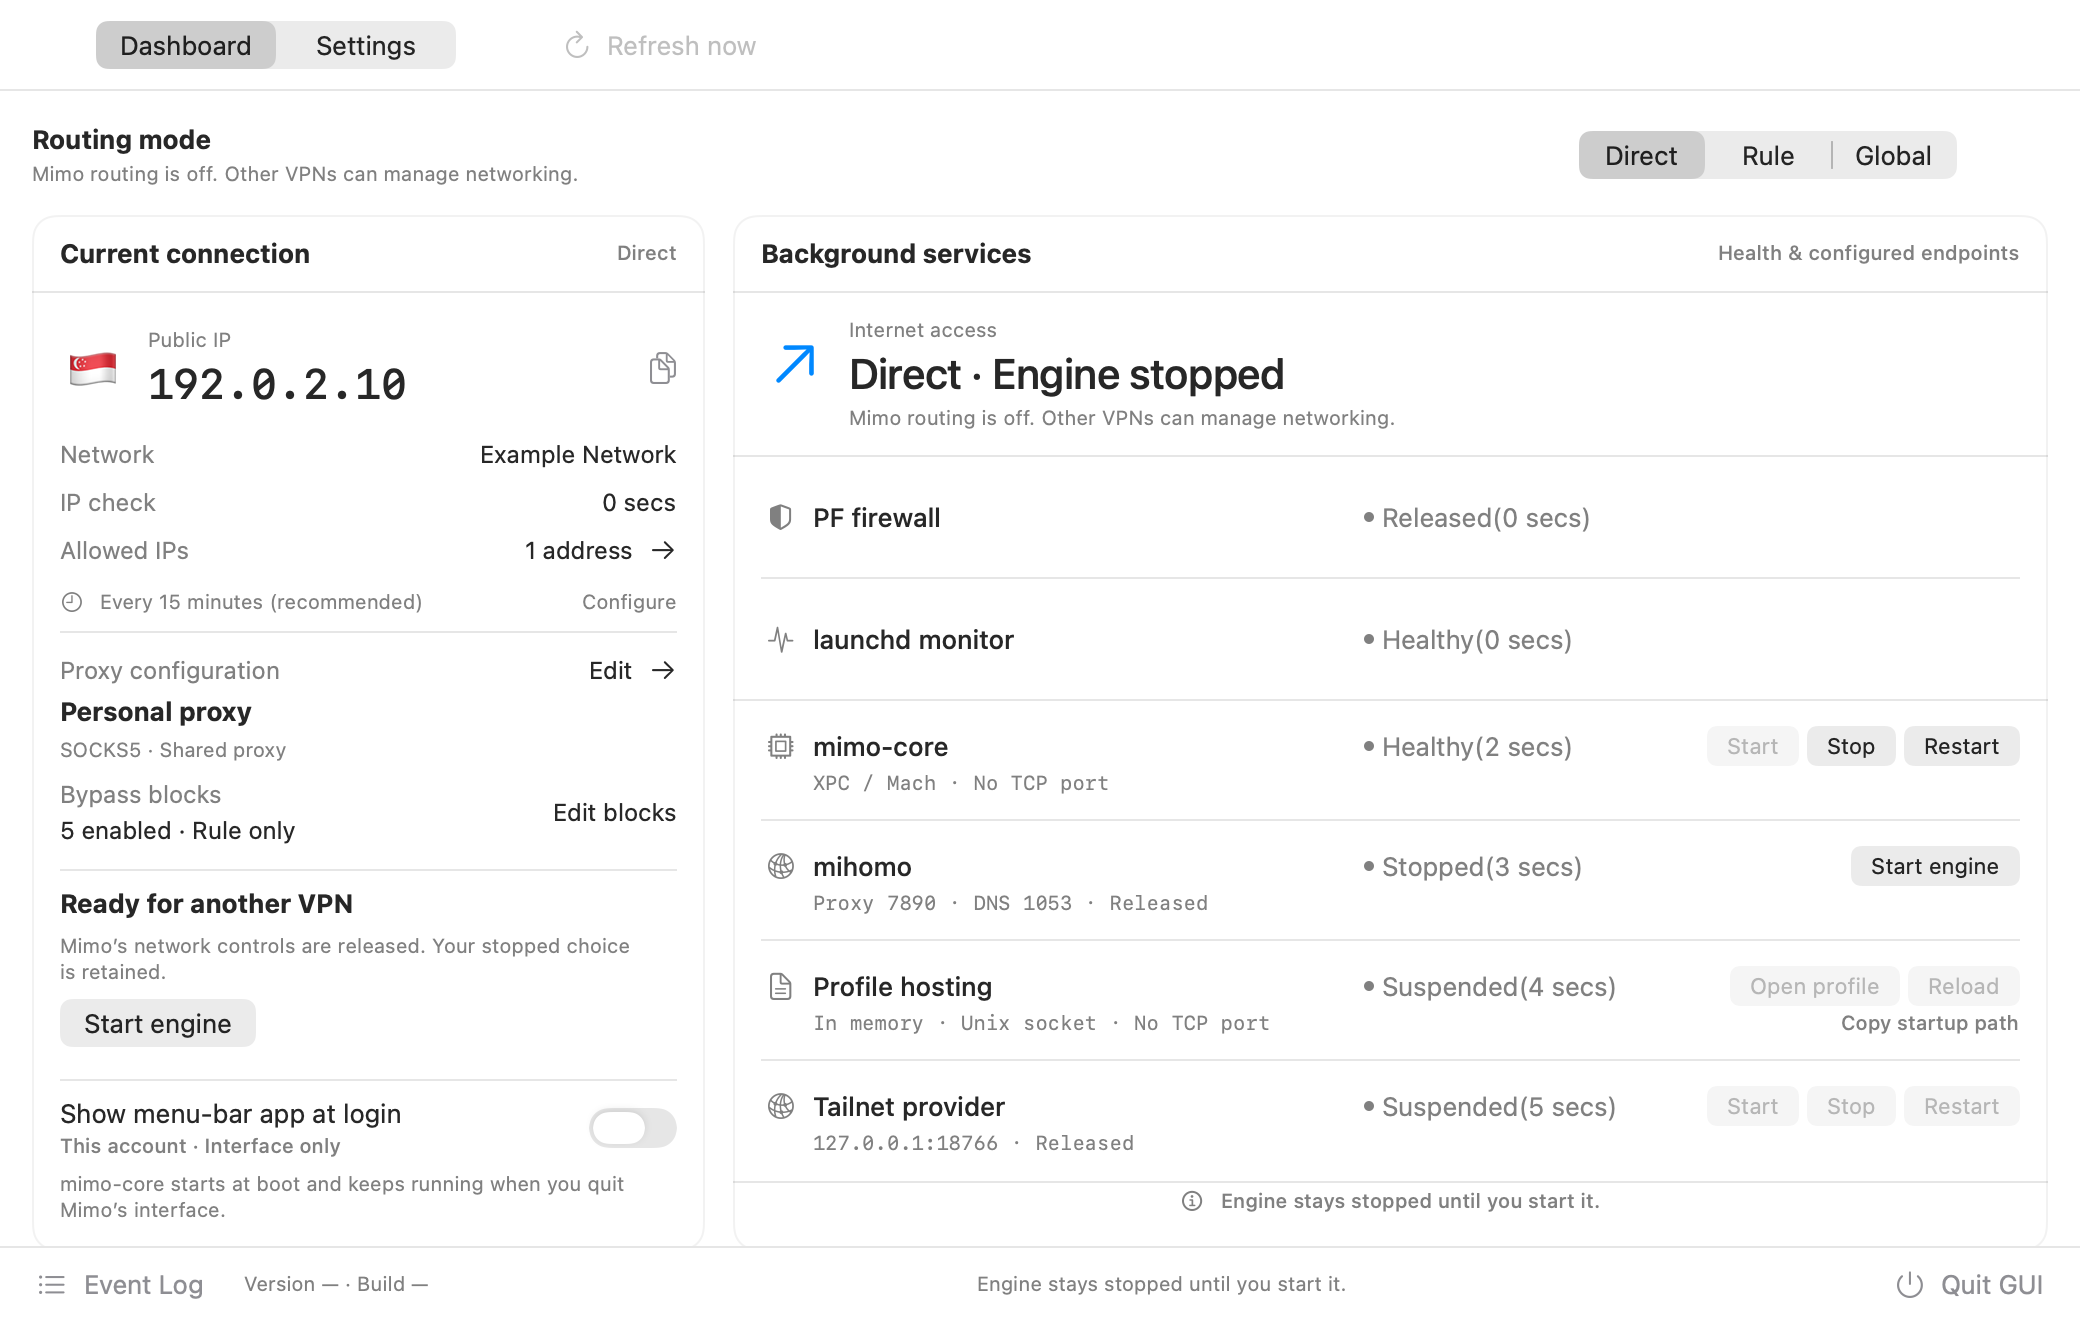 Dashboard
Settings
Refresh now
Routing mode
Mimo routing is off. Other VPNs can manage networking.
Direct
Rule
Global
Current connection
Direct
Public IP
192.0.2.10
Network
Example Network
IP check
0 secs
Allowed IPs
1 address →
Every 15 minutes (recommended)
Configure
Proxy configuration
Edit →
Personal proxy
SOCKS5 · Shared proxy
Bypass blocks
5 enabled · Rule only
Edit blocks
Ready for another VPN
Mimo’s network controls are released. Your stopped choice
is retained.
Start engine
Show menu-bar app at login
This account · Interface only
mimo-core starts at boot and keeps running when you quit
Mimo’s interface.
Background services
Health & configured endpoints
Internet access
Direct · Engine stopped
Mimo routing is off. Other VPNs can manage networking.
PF firewall
Released(0 secs)
launchd monitor
Healthy(0 secs)
mimo-core
XPC / Mach · No TCP port
Healthy(2 secs)
Start
Stop
Restart
mihomo
Proxy 7890 · DNS 1053 · Released
Stopped(3 secs)
Start engine
Profile hosting
In memory · Unix socket · No TCP port
Suspended(4 secs)
Open profile
Reload
Copy startup path
Tailnet provider
127.0.0.1:18766 · Released
Suspended(5 secs)
Start
Stop
Restart
Engine stays stopped until you start it.
Event Log
Version — · Build —
Engine stays stopped until you start it.
Quit GUI